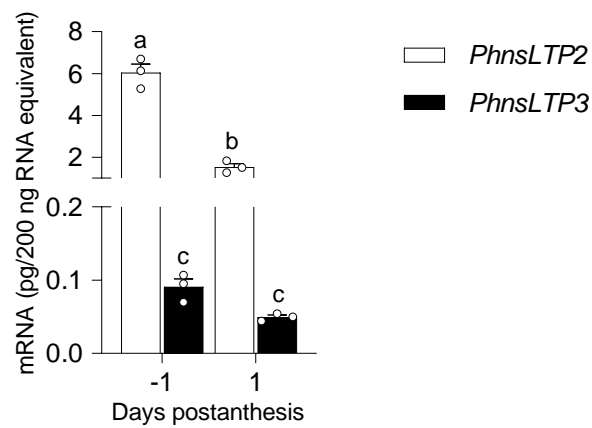 mRNA (pg/200 ng RNA equivalent)
8
6
4
2
0.2
0.1
0.0
a
b
c
c
-1
1
Days postanthesis
PhnsLTP2
PhnsLTP3